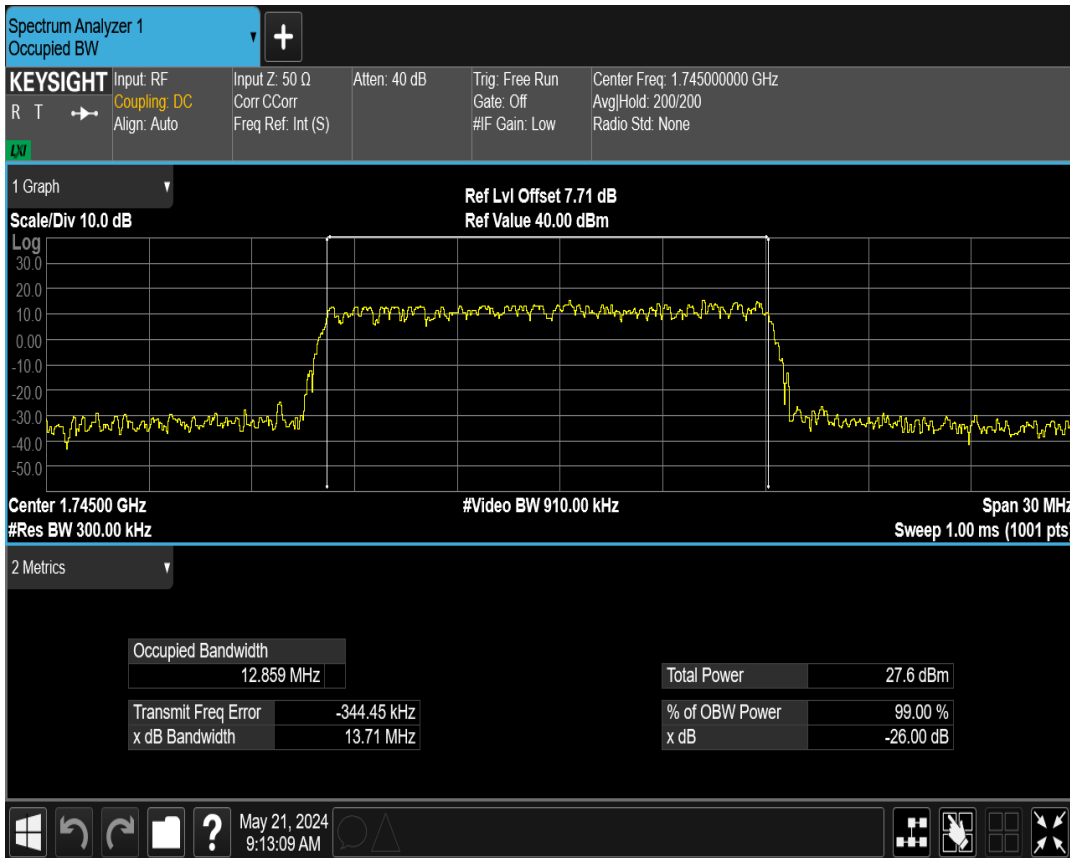 Spectrum Analyzer 1
Occupied BW
KEYSIGHT
R T
LXI
Input: RF
Coupling: DC
Align: Auto
Input Z: 50 Ω
Corr CCorr
Freq Ref: Int (S)
Atten: 40 dB
Trig: Free Run
Gate: Off
#IF Gain: Low
Center Freq: 1.745000000 GHz
Avg|Hold: 200/200
Radio Std: None
1 Graph
Ref Lvl Offset 7.71 dB
Scale/Div 10.0 dB
Ref Value 40.00 dBm
Log
30.0
20.0
10.0
0.00
-10.0
-20.0
-30.0
-40.0
-50.0
Center 1.74500 GHz
#Video BW 910.00 kHz
Span 30 MHz
#Res BW 300.00 kHz
Sweep 1.00 ms (1001 pts)
2 Metrics
Occupied Bandwidth
12.859 MHz
Total Power 27.6 dBm
Transmit Freq Error -344.45 kHz
% of OBW Power 99.00 %
x dB Bandwidth 13.71 MHz
x dB -26.00 dB
May 21, 2024
9:13:09 AM